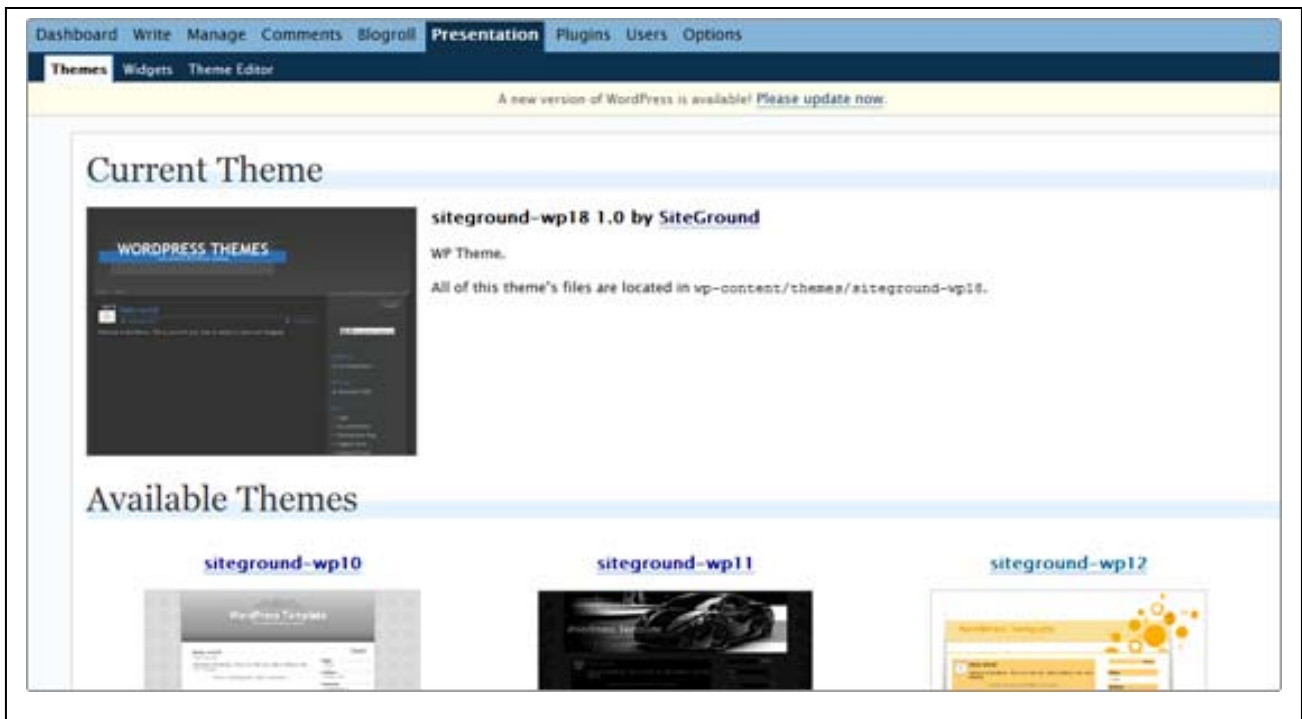 Dashboard Write Manage Comments Blogroll Presentation Plugins Users Options
Themes Widgets Theme Editor
A new version of WordPress is available! Please update now.
Current Theme
WORDPRESS THEMES
siteground-wp18 1.0 by SiteGround
WP Theme.
All of this theme's files are located in wp-content/themes/siteground-wp18.
Available Themes
siteground-wp10
siteground-wp11
siteground-wp12
WordPress Template
WordPress Template